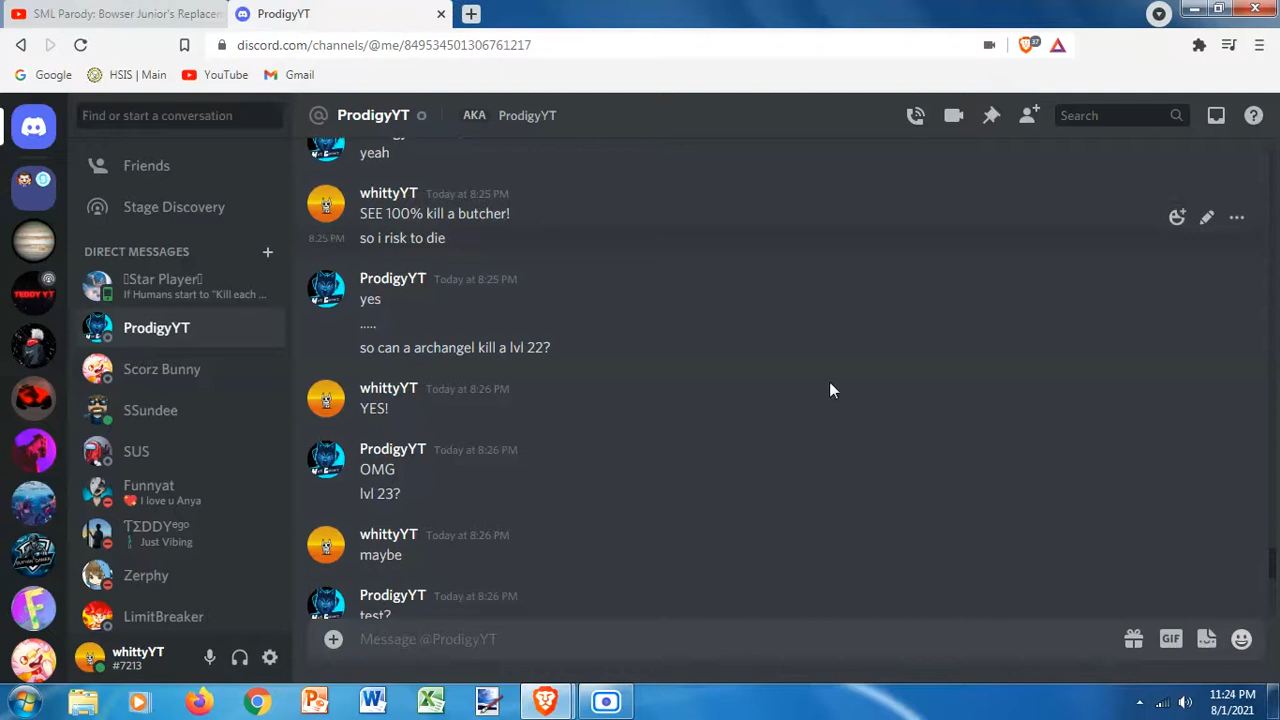 SML Parody: Bowser Junior's Replacen
ProdigyYT
discord.com/channels/@me/849534501306761217
37
Google
HSIS | Main
YouTube
Gmail
Find or start a conversation
ProdigyYT
AKA ProdigyYT
Search
Friends
Stage Discovery
DIRECT MESSAGES
Star Player
If Humans start to "Kill each ...
ProdigyYT
Scorz Bunny
SSundee
SUS
Funnyat
I love u Anya
TΣDDYᵉᵍᵒ
Just Vibing
Zerphy
LimitBreaker
whittyYT
#7213
TEDDY YT
yeah
whittyYT Today at 8:25 PM
SEE 100% kill a butcher!
8:25 PM so i risk to die
ProdigyYT Today at 8:25 PM
yes
.....
so can a archangel kill a lvl 22?
whittyYT Today at 8:26 PM
YES!
ProdigyYT Today at 8:26 PM
OMG
lvl 23?
whittyYT Today at 8:26 PM
maybe
ProdigyYT Today at 8:26 PM
test?
Message @ProdigyYT
GIF
11:24 PM
8/1/2021